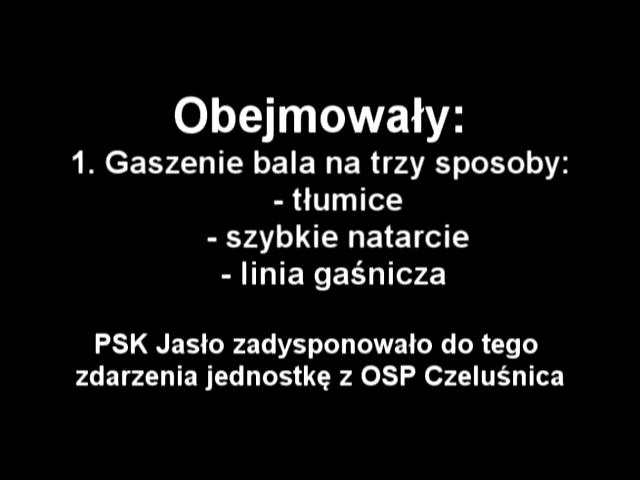 Obejmowały:
1. Gaszenie bala na trzy sposoby:
- tłumice
- szybkie natarcie
- linia gaśnicza
PSK Jasło zadysponowało do tego
zdarzenia jednostkę z OSP Czeluśnica